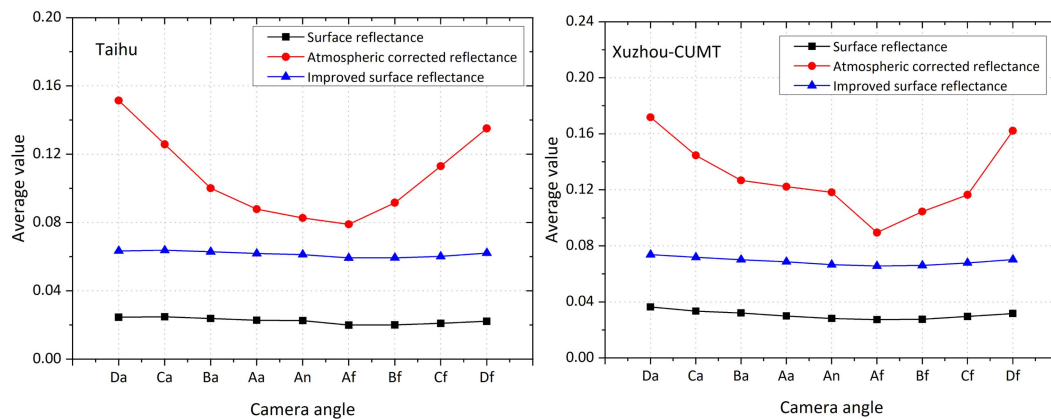 Taihu
Surface reflectance
Atmospheric corrected reflectance
Improved surface reflectance
0.20
0.16
0.12
0.08
0.04
0.00
Average value
Da Ca Ba Aa An Af Bf Cf Df
Camera angle
Xuzhou-CUMT
Surface reflectance
Atmospheric corrected reflectance
Improved surface reflectance
0.24
0.20
0.16
0.12
0.08
0.04
0.00
Average value
Da Ca Ba Aa An Af Bf Cf Df
Camera angle